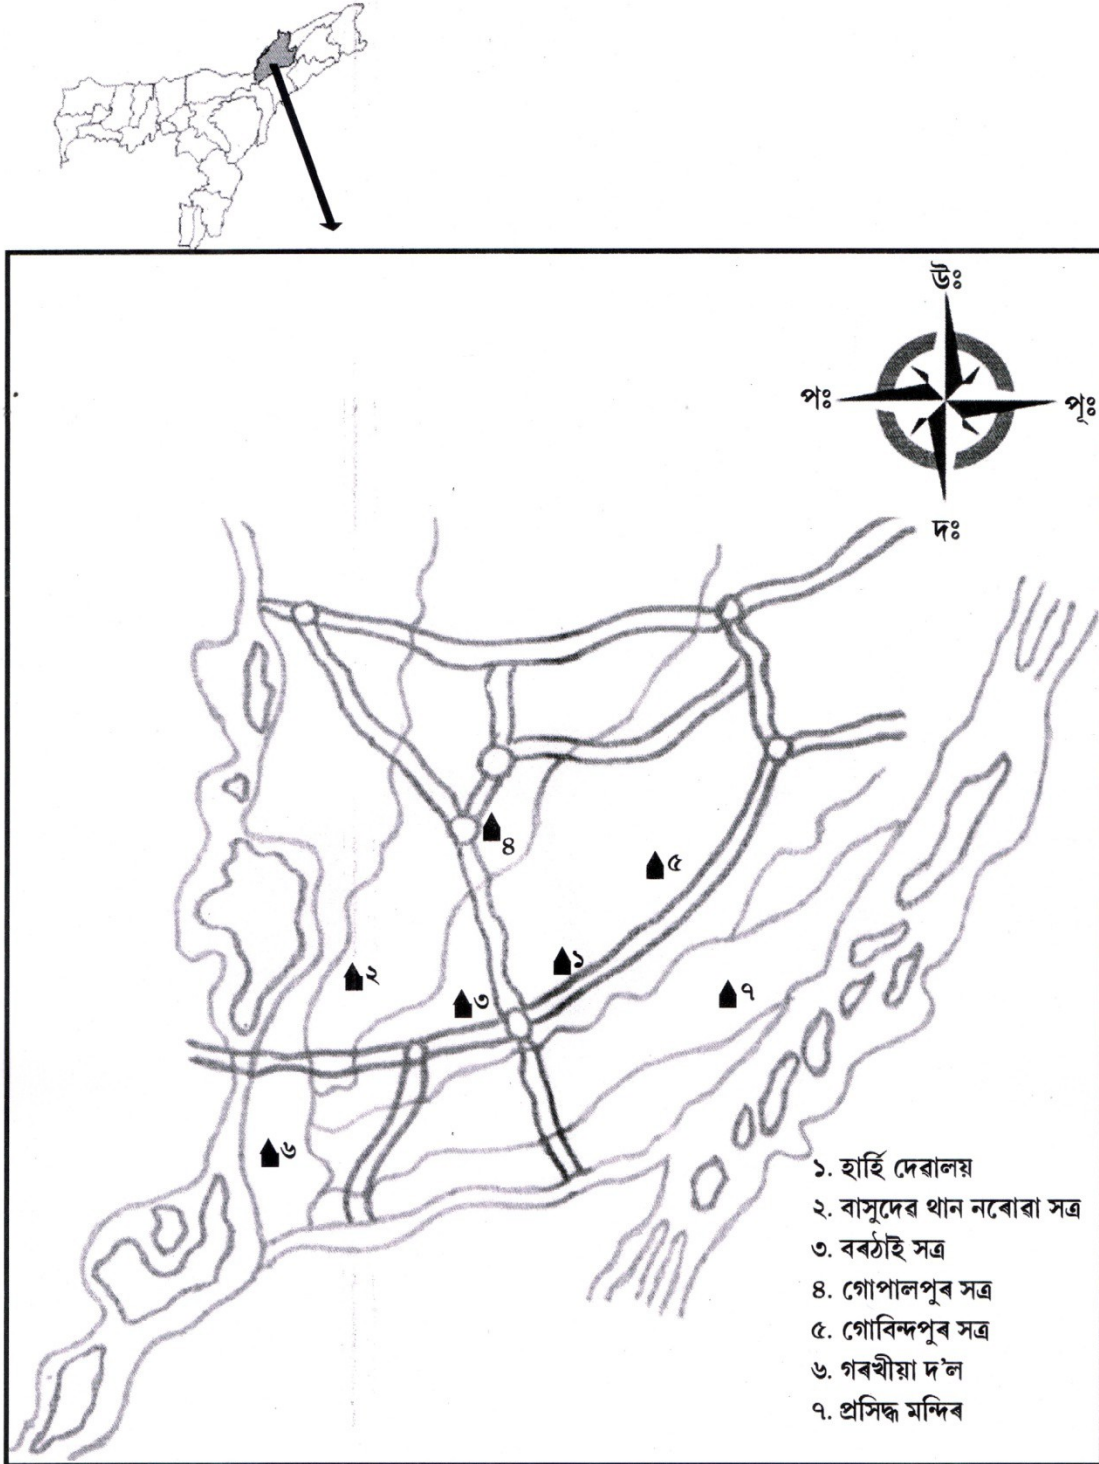 উঃ
পঃ
পূঃ
দঃ
৪
৫
১
২
৩
৭
৬
১. হাৰ্হি দেৱালয়
২. বাসুদেৱ থান নৰোৱা সত্ৰ
৩. বৰঠাই সত্ৰ
৪. গোপালপুৰ সত্ৰ
৫. গোবিন্দপুৰ সত্ৰ
৬. গৰখীয়া দ'ল
৭. প্ৰসিদ্ধ মন্দিৰ